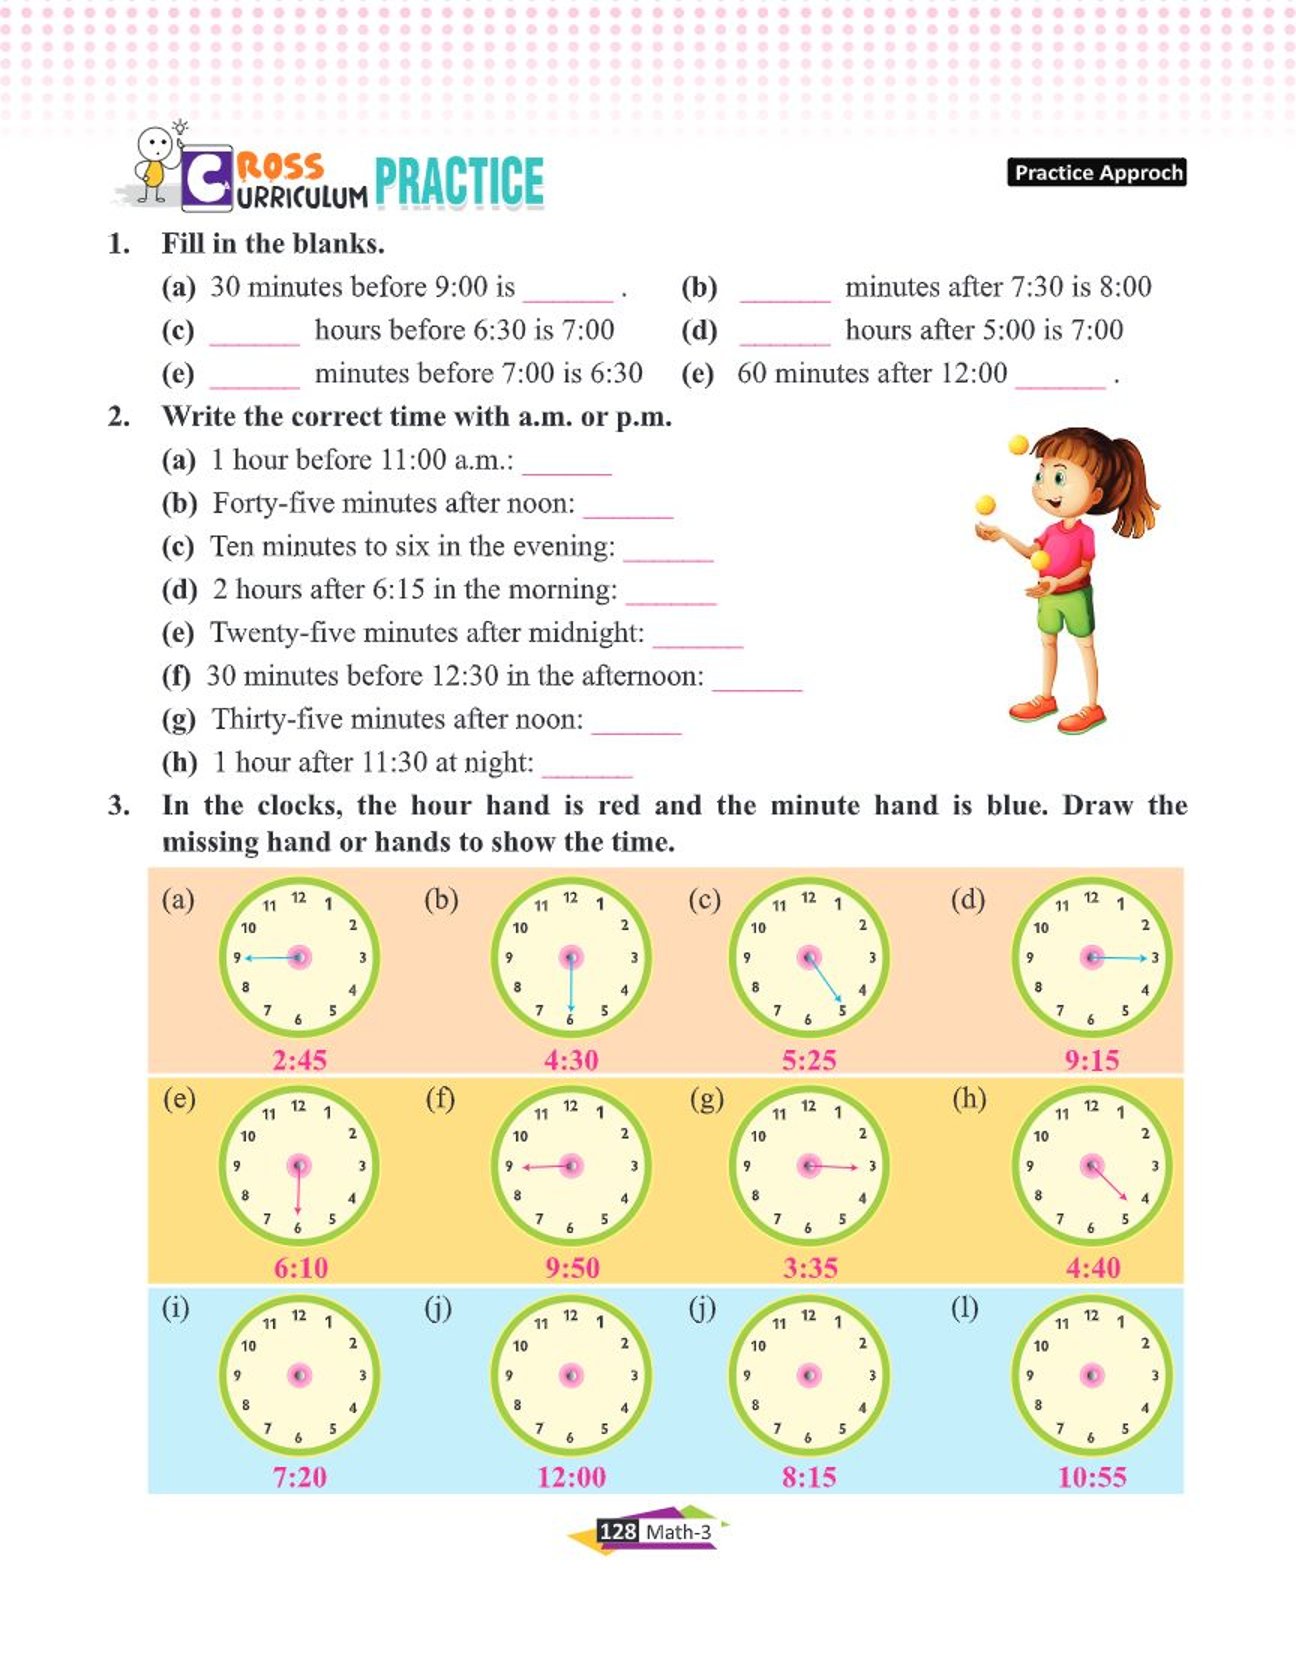 CROSS
CURRICULUM PRACTICE
Practice Approch
1. Fill in the blanks.
(a) 30 minutes before 9:00 is ______ . (b) ______ minutes after 7:30 is 8:00
(c) ______ hours before 6:30 is 7:00 (d) ______ hours after 5:00 is 7:00
(e) ______ minutes before 7:00 is 6:30 (e) 60 minutes after 12:00 ______ .
2. Write the correct time with a.m. or p.m.
(a) 1 hour before 11:00 a.m.: ______
(b) Forty-five minutes after noon: ______
(c) Ten minutes to six in the evening: ______
(d) 2 hours after 6:15 in the morning: ______
(e) Twenty-five minutes after midnight: ______
(f) 30 minutes before 12:30 in the afternoon: ______
(g) Thirty-five minutes after noon: ______
(h) 1 hour after 11:30 at night: ______
3. In the clocks, the hour hand is red and the minute hand is blue. Draw the
missing hand or hands to show the time.
(a) 12 1 2 3 4 5 6 7 8 9 10 11 (b) 12 1 2 3 4 5 6 7 8 9 10 11 (c) 12 1 2 3 4 5 6 7 8 9 10 11 (d) 12 1 2 3 4 5 6 7 8 9 10 11
2:45 4:30 5:25 9:15
(e) 12 1 2 3 4 5 6 7 8 9 10 11 (f) 12 1 2 3 4 5 6 7 8 9 10 11 (g) 12 1 2 3 4 5 6 7 8 9 10 11 (h) 12 1 2 3 4 5 6 7 8 9 10 11
6:10 9:50 3:35 4:40
(i) 12 1 2 3 4 5 6 7 8 9 10 11 (j) 12 1 2 3 4 5 6 7 8 9 10 11 (j) 12 1 2 3 4 5 6 7 8 9 10 11 (l) 12 1 2 3 4 5 6 7 8 9 10 11
7:20 12:00 8:15 10:55
128 Math-3